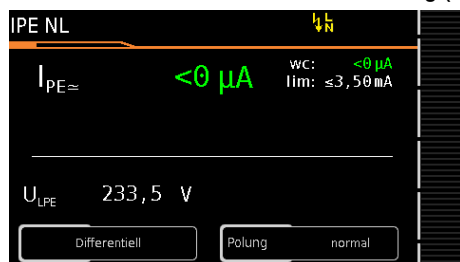 IPE NL
L
N
IPE≃ <0 µA
wc: <0 µA
lim: ≤3,50mA
ULPE 233,5 V
Differentiell
Polung normal